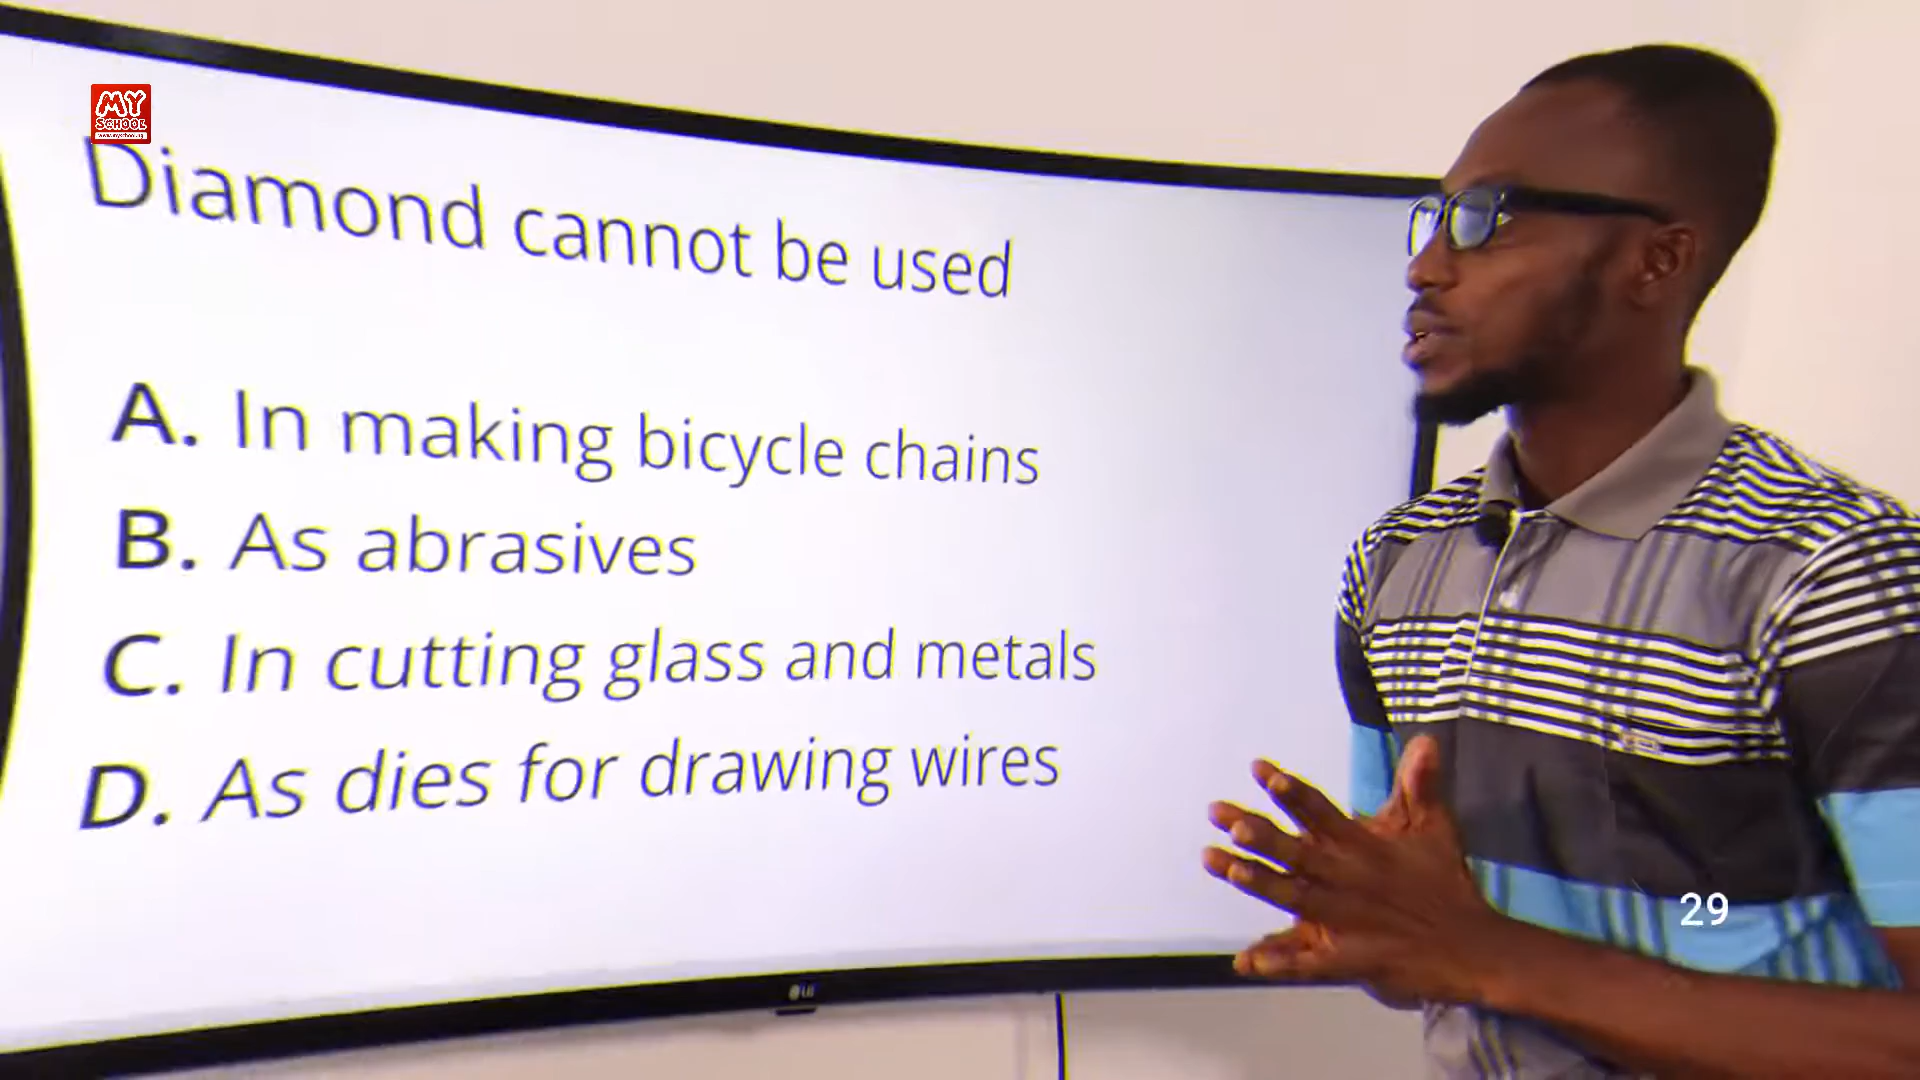 MY
SCHOOL
Diamond cannot be used
A. In making bicycle chains
B. As abrasives
C. In cutting glass and metals
D. As dies for drawing wires
29
LG